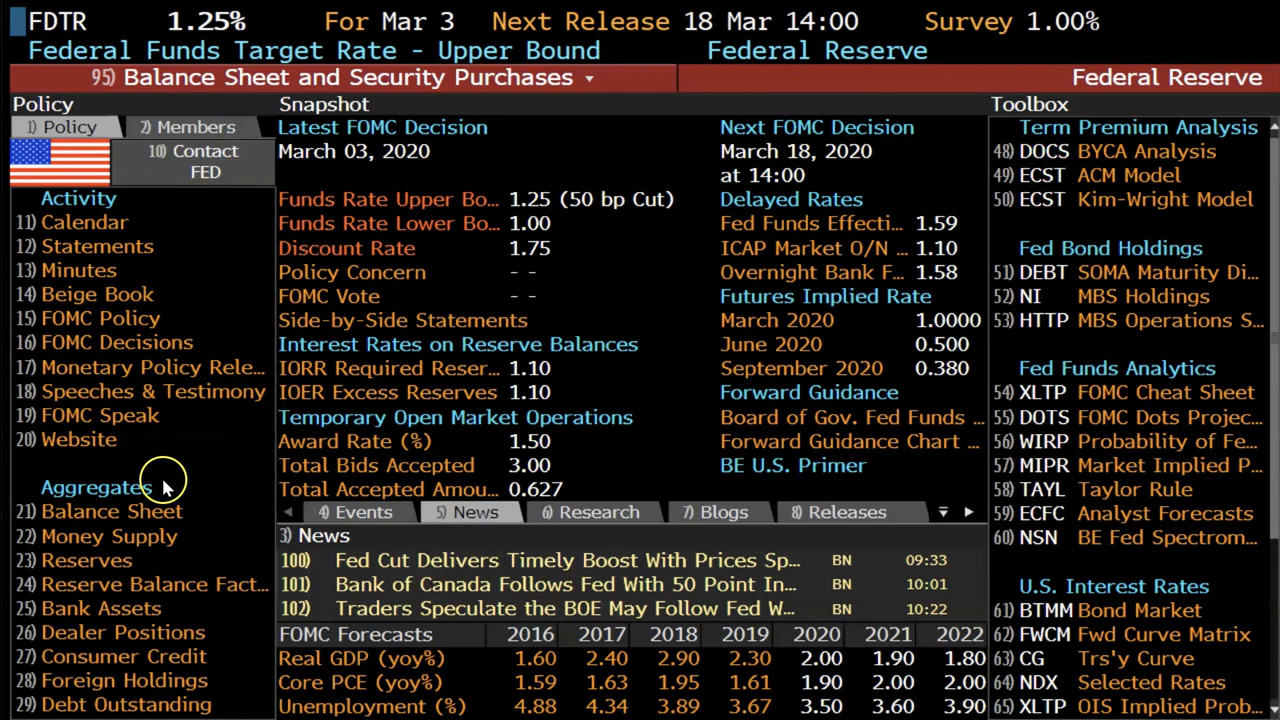 FDTR 1.25% For Mar 3 Next Release 18 Mar 14:00 Survey 1.00%
Federal Funds Target Rate - Upper Bound Federal Reserve
95) Balance Sheet and Security Purchases Federal Reserve
Policy
1) Policy 2) Members
10) Contact
FED
Activity
11) Calendar
12) Statements
13) Minutes
14) Beige Book
15) FOMC Policy
16) FOMC Decisions
17) Monetary Policy Rele...
18) Speeches & Testimony
19) FOMC Speak
20) Website
Aggregates
21) Balance Sheet
22) Money Supply
23) Reserves
24) Reserve Balance Fact...
25) Bank Assets
26) Dealer Positions
27) Consumer Credit
28) Foreign Holdings
29) Debt Outstanding
Snapshot
Latest FOMC Decision
March 03, 2020
Funds Rate Upper Bo... 1.25 (50 bp Cut)
Funds Rate Lower Bo... 1.00
Discount Rate 1.75
Policy Concern - -
FOMC Vote - -
Side-by-Side Statements
Interest Rates on Reserve Balances
IORR Required Reser... 1.10
IOER Excess Reserves 1.10
Temporary Open Market Operations
Award Rate (%) 1.50
Total Bids Accepted 3.00
Total Accepted Amou... 0.627
Next FOMC Decision
March 18, 2020
at 14:00
Delayed Rates
Fed Funds Effecti... 1.59
ICAP Market O/N ... 1.10
Overnight Bank F... 1.58
Futures Implied Rate
March 2020 1.0000
June 2020 0.500
September 2020 0.380
Forward Guidance
Board of Gov. Fed Funds ...
Forward Guidance Chart ...
BE U.S. Primer
4) Events 5) News 6) Research 7) Blogs 8) Releases
3) News
100) Fed Cut Delivers Timely Boost With Prices Sp... BN 09:33
101) Bank of Canada Follows Fed With 50 Point In... BN 10:01
102) Traders Speculate the BOE May Follow Fed W... BN 10:22
FOMC Forecasts 2016 2017 2018 2019 2020 2021 2022
Real GDP (yoy%) 1.60 2.40 2.90 2.30 2.00 1.90 1.80
Core PCE (yoy%) 1.59 1.63 1.95 1.61 1.90 2.00 2.00
Unemployment (%) 4.88 4.34 3.89 3.67 3.50 3.60 3.90
Toolbox
Term Premium Analysis
48) DOCS BYCA Analysis
49) ECST ACM Model
50) ECST Kim-Wright Model
Fed Bond Holdings
51) DEBT SOMA Maturity Di...
52) NI MBS Holdings
53) HTTP MBS Operations S...
Fed Funds Analytics
54) XLTP FOMC Cheat Sheet
55) DOTS FOMC Dots Projec...
56) WIRP Probability of Fe...
57) MIPR Market Implied P...
58) TAYL Taylor Rule
59) ECFC Analyst Forecasts
60) NSN BE Fed Spectrom...
U.S. Interest Rates
61) BTMM Bond Market
62) FWCM Fwd Curve Matrix
63) CG Trs'y Curve
64) NDX Selected Rates
65) XLTP OIS Implied Prob...